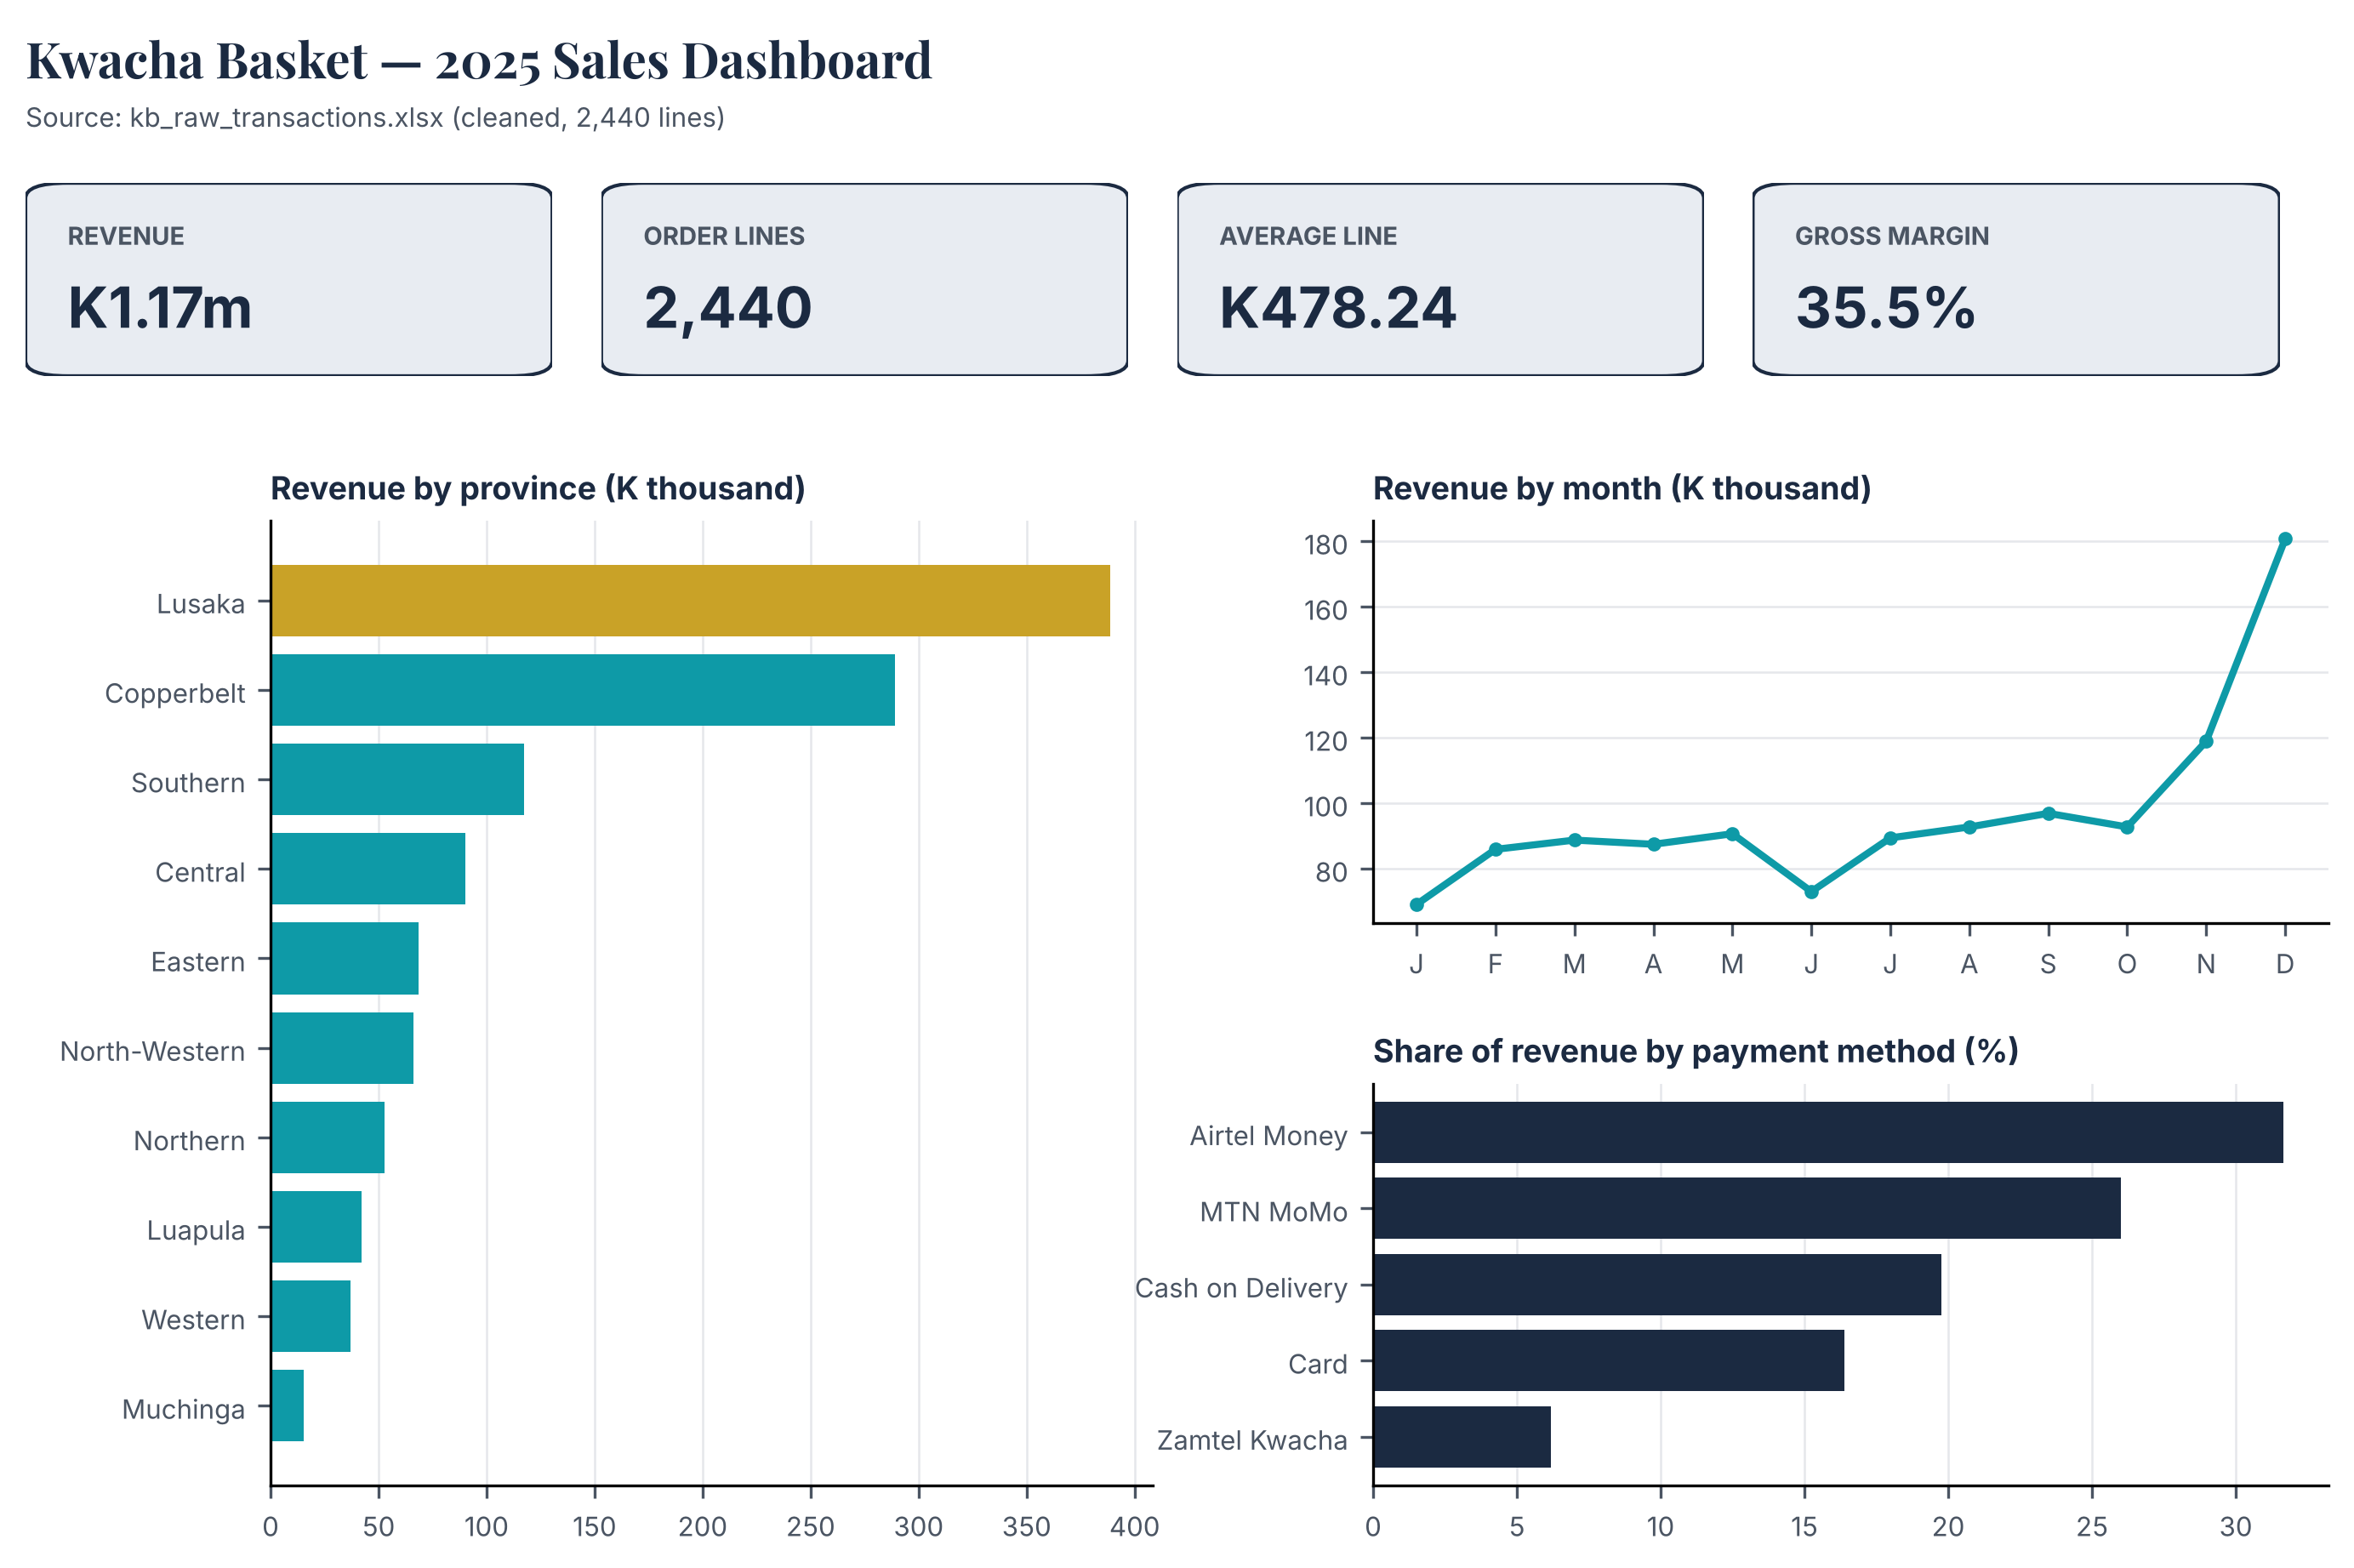 Kwacha Basket — 2025 Sales Dashboard
Source: kb_raw_transactions.xlsx (cleaned, 2,440 lines)
REVENUE
K1.17m
ORDER LINES
2,440
AVERAGE LINE
K478.24
GROSS MARGIN
35.5%
Revenue by province (K thousand)
Lusaka
Copperbelt
Southern
Central
Eastern
North-Western
Northern
Luapula
Western
Muchinga
0 50 100 150 200 250 300 350 400
Revenue by month (K thousand)
180
160
140
120
100
80
J F M A M J J A S O N D
Share of revenue by payment method (%)
Airtel Money
MTN MoMo
Cash on Delivery
Card
Zamtel Kwacha
0 5 10 15 20 25 30